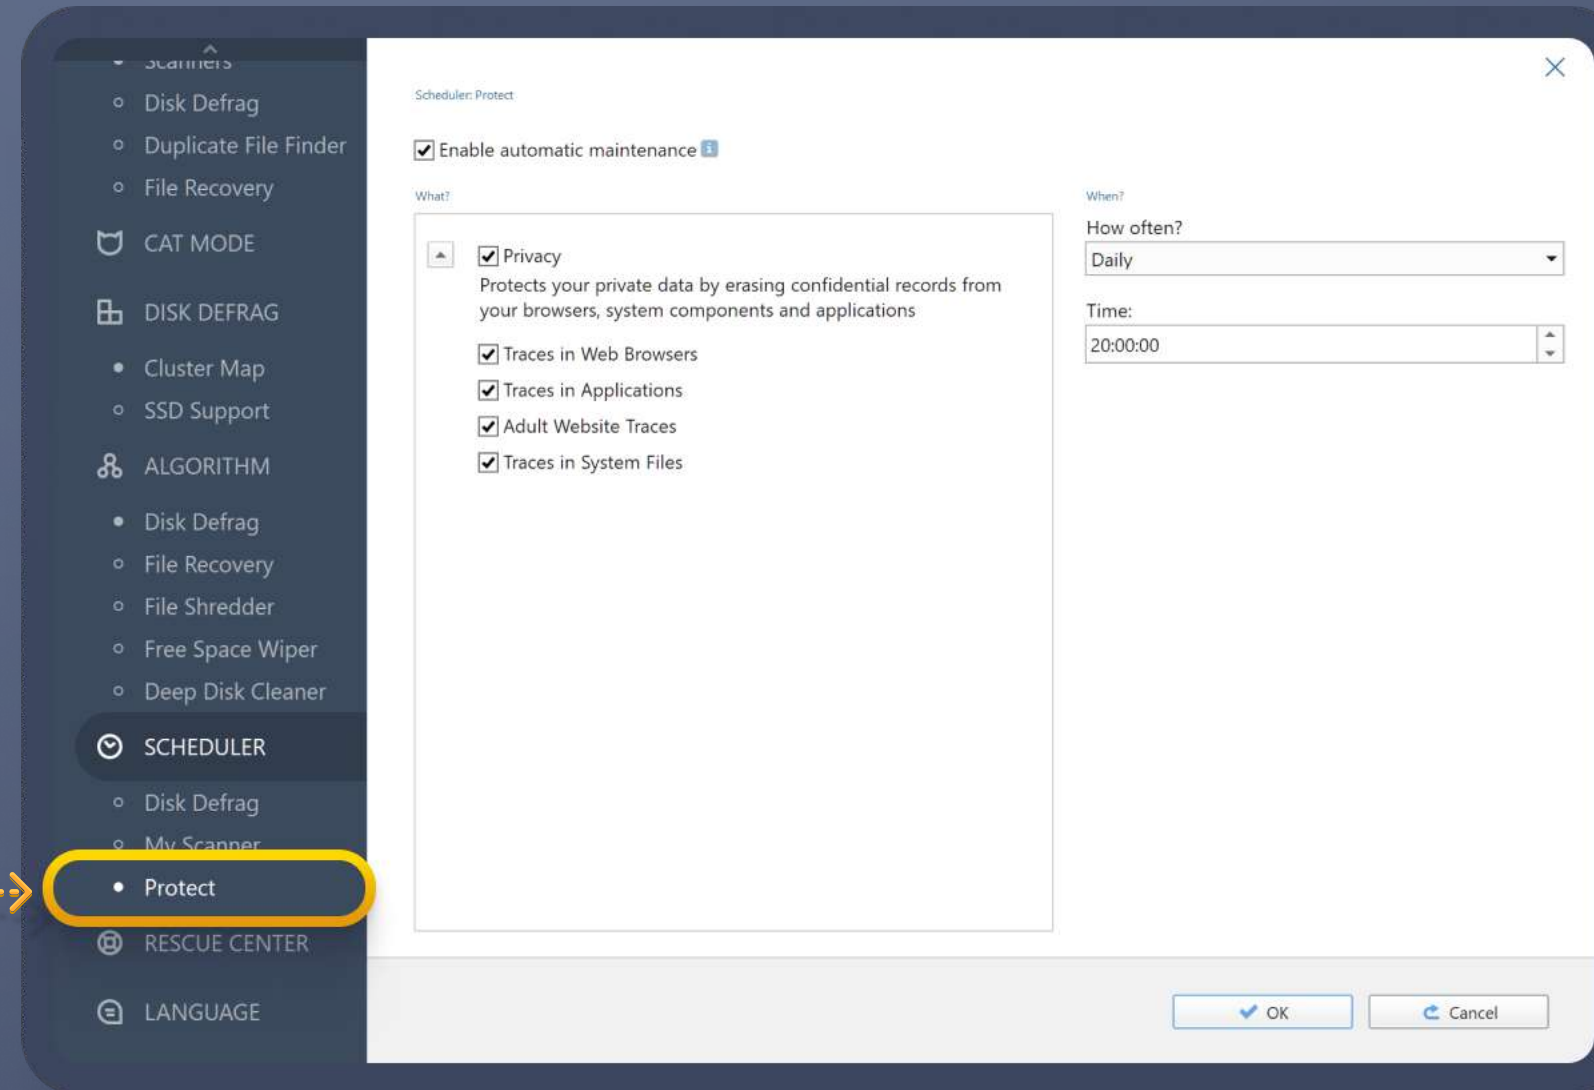 Scanners
Disk Defrag
Duplicate File Finder
File Recovery
CAT MODE
DISK DEFRAG
Cluster Map
SSD Support
ALGORITHM
Disk Defrag
File Recovery
File Shredder
Free Space Wiper
Deep Disk Cleaner
SCHEDULER
Disk Defrag
My Scanner
Protect
RESCUE CENTER
LANGUAGE
Scheduler: Protect
Enable automatic maintenance
What?
Privacy
Protects your private data by erasing confidential records from
your browsers, system components and applications
Traces in Web Browsers
Traces in Applications
Adult Website Traces
Traces in System Files
When?
How often?
Daily
Time:
20:00:00
OK
Cancel